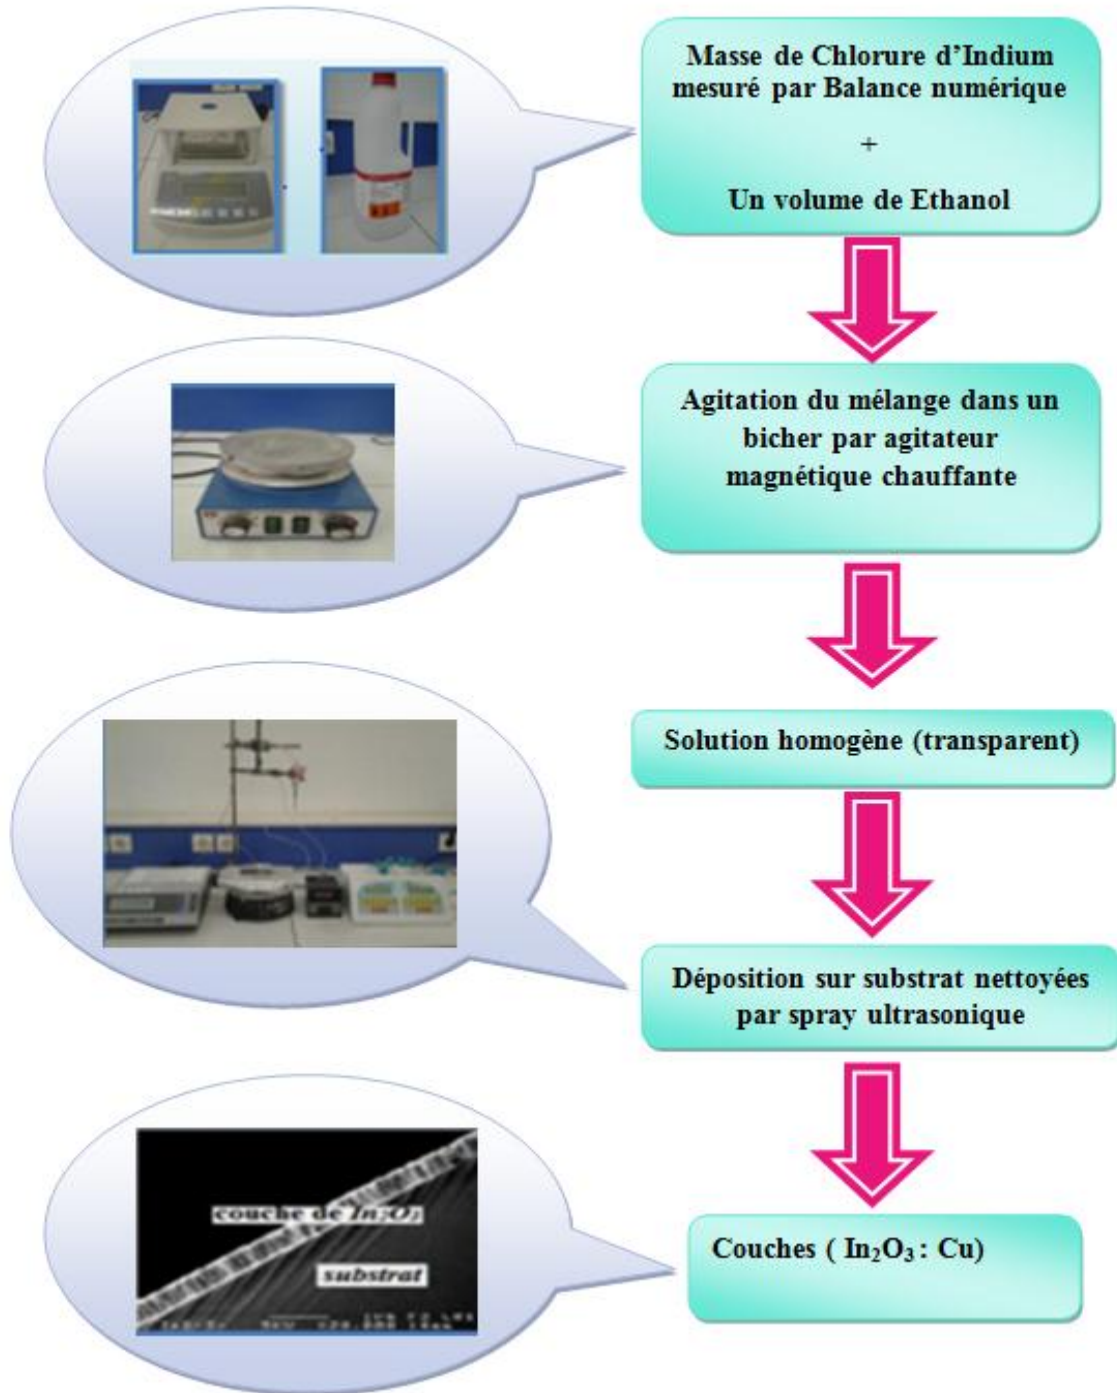 Masse de Chlorure d'Indium
mesuré par Balance numérique
+
Un volume de Ethanol
Agitation du mélange dans un
bicher par agitateur
magnétique chauffante
Solution homogène (transparent)
Déposition sur substrat nettoyées
par spray ultrasonique
couche de In₂O₃
substrat
Couches ( In₂O₃ : Cu)